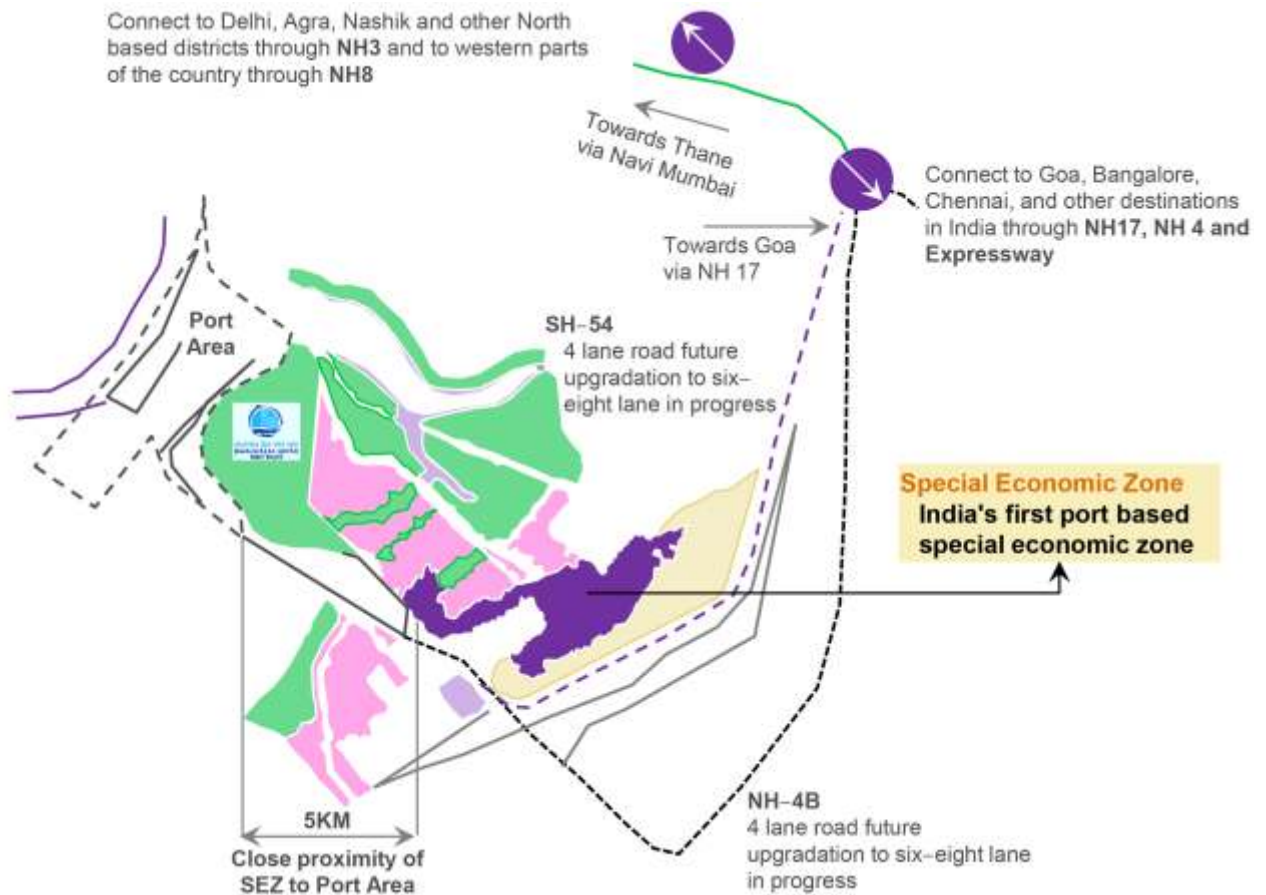 Connect to Delhi, Agra, Nashik and other North
based districts through NH3 and to western parts
of the country through NH8
Towards Thane
via Navi Mumbai
Connect to Goa, Bangalore,
Chennai, and other destinations
in India through NH17, NH 4 and
Expressway
Towards Goa
via NH 17
Port
Area
SH–54
4 lane road future
upgradation to six–
eight lane in progress
Special Economic Zone
India's first port based
special economic zone
5KM
Close proximity of
SEZ to Port Area
NH–4B
4 lane road future
upgradation to six–eight lane
in progress